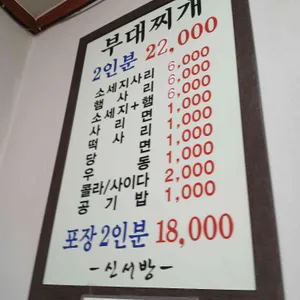 부대찌개
2인분 22,000
소세지사리 6,000
햄 사 리 6,000
소세지+햄 6,000
사 리 면 1,000
떡 사 리 1,000
당 면 1,000
우 동 1,000
콜라/사이다 2,000
공 기 밥 1,000
포장2인분 18,000
-신서방-